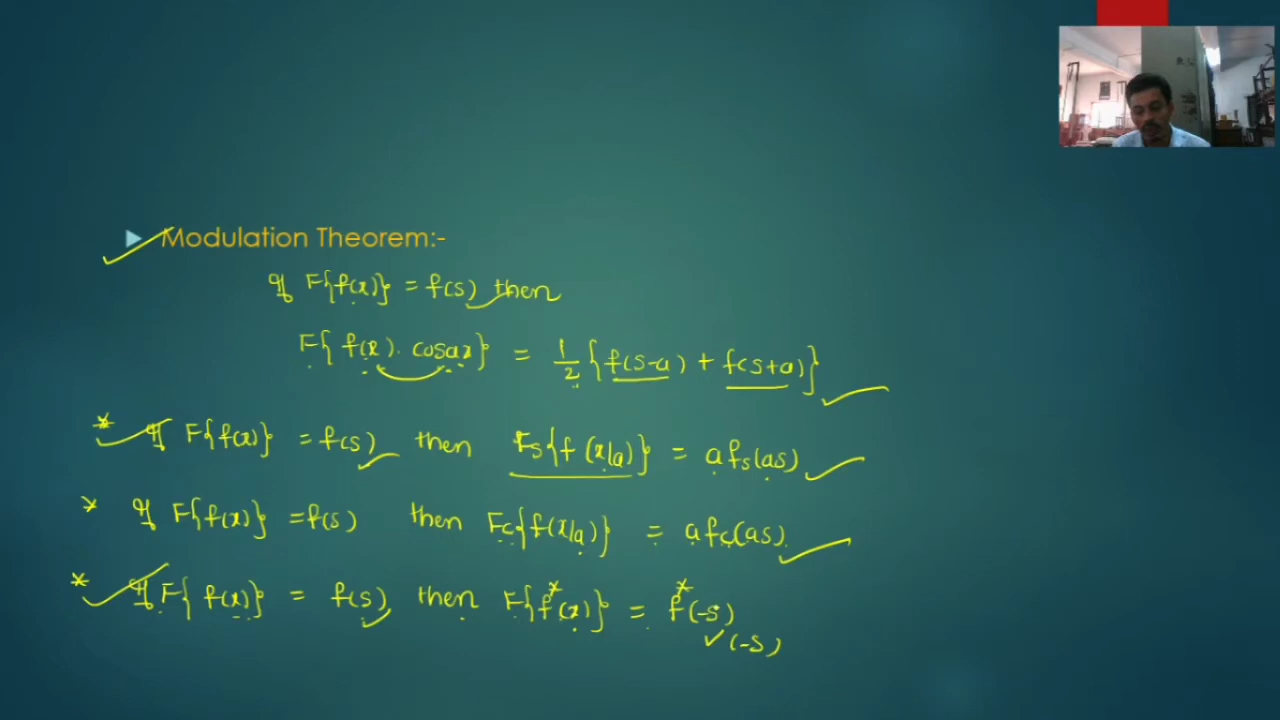 Modulation Theorem:-
If F{f(x)} = f(s) then
F{f(x). cosax} = 1/2 {f(s-a) + f(s+a)}
* If F{f(x)} = f(s) then Fs{f(x/a)} = a fs(as)
* If F{f(x)} = f(s) then Fc{f(x/a)} = a fc(as)
* If F{f(x)} = f(s) then F{f*(x)} = f*(-s)
(-s)